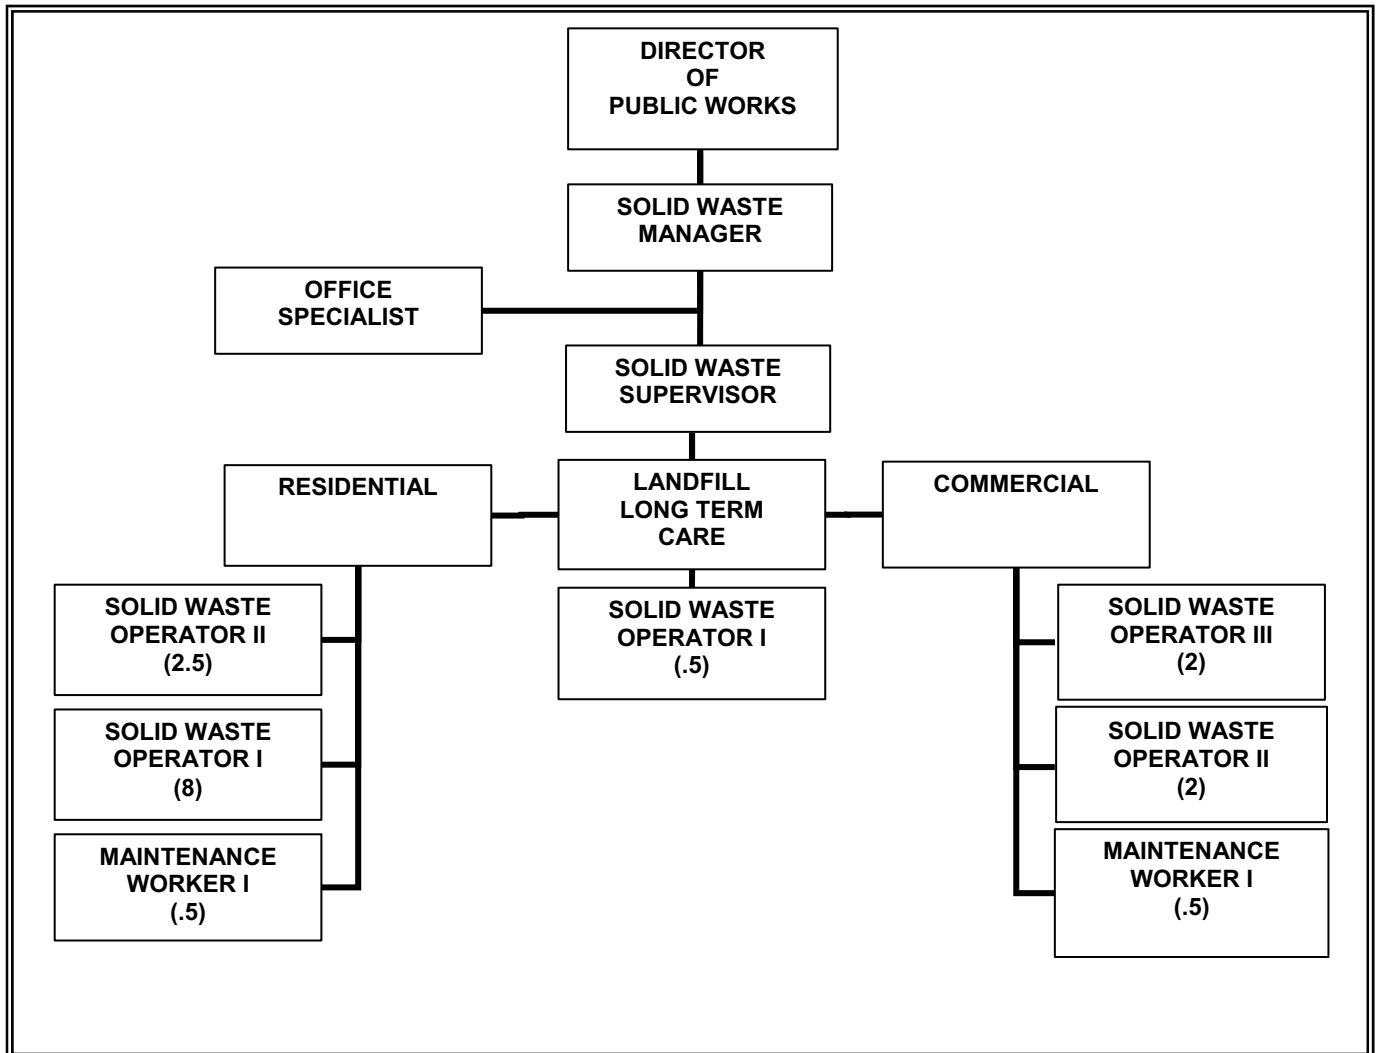 DIRECTOR
OF
PUBLIC WORKS
SOLID WASTE
MANAGER
OFFICE
SPECIALIST
SOLID WASTE
SUPERVISOR
RESIDENTIAL
LANDFILL
LONG TERM
CARE
COMMERCIAL
SOLID WASTE
OPERATOR II
(2.5)
SOLID WASTE
OPERATOR I
(8)
MAINTENANCE
WORKER I
(.5)
SOLID WASTE
OPERATOR I
(.5)
SOLID WASTE
OPERATOR III
(2)
SOLID WASTE
OPERATOR II
(2)
MAINTENANCE
WORKER I
(.5)